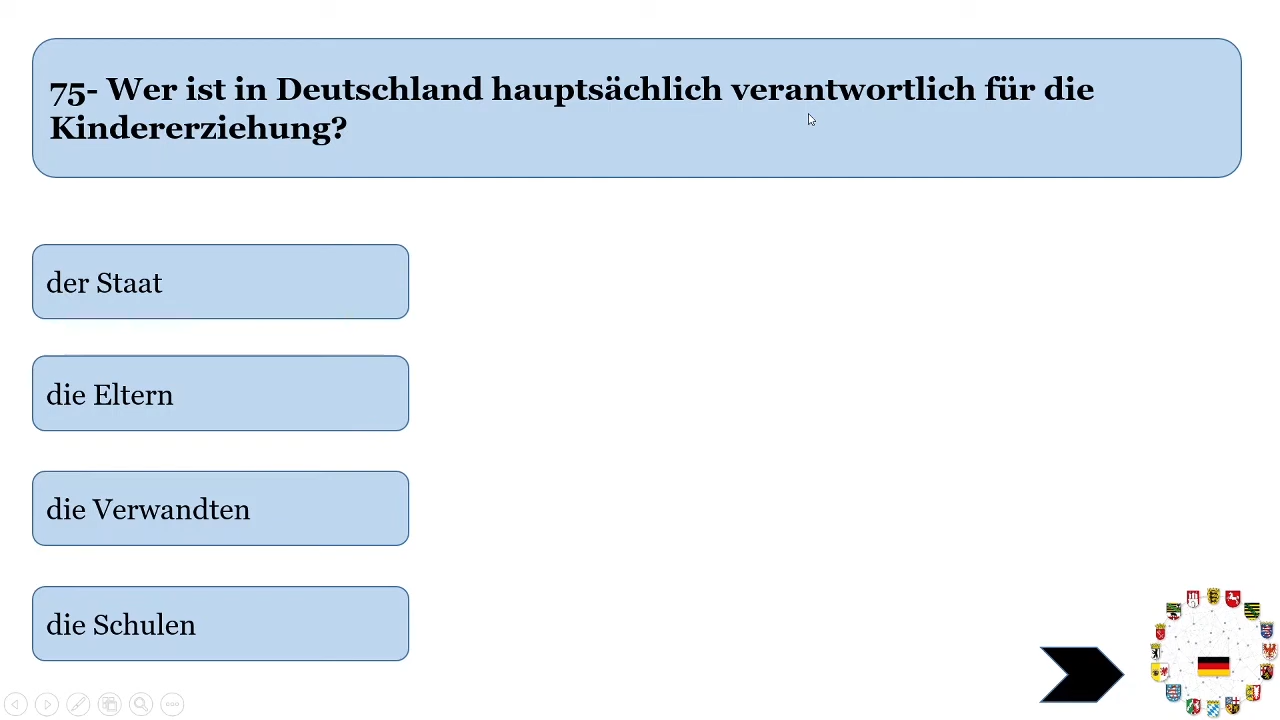 75- Wer ist in Deutschland hauptsächlich verantwortlich für die
Kindererziehung?
der Staat
die Eltern
die Verwandten
die Schulen